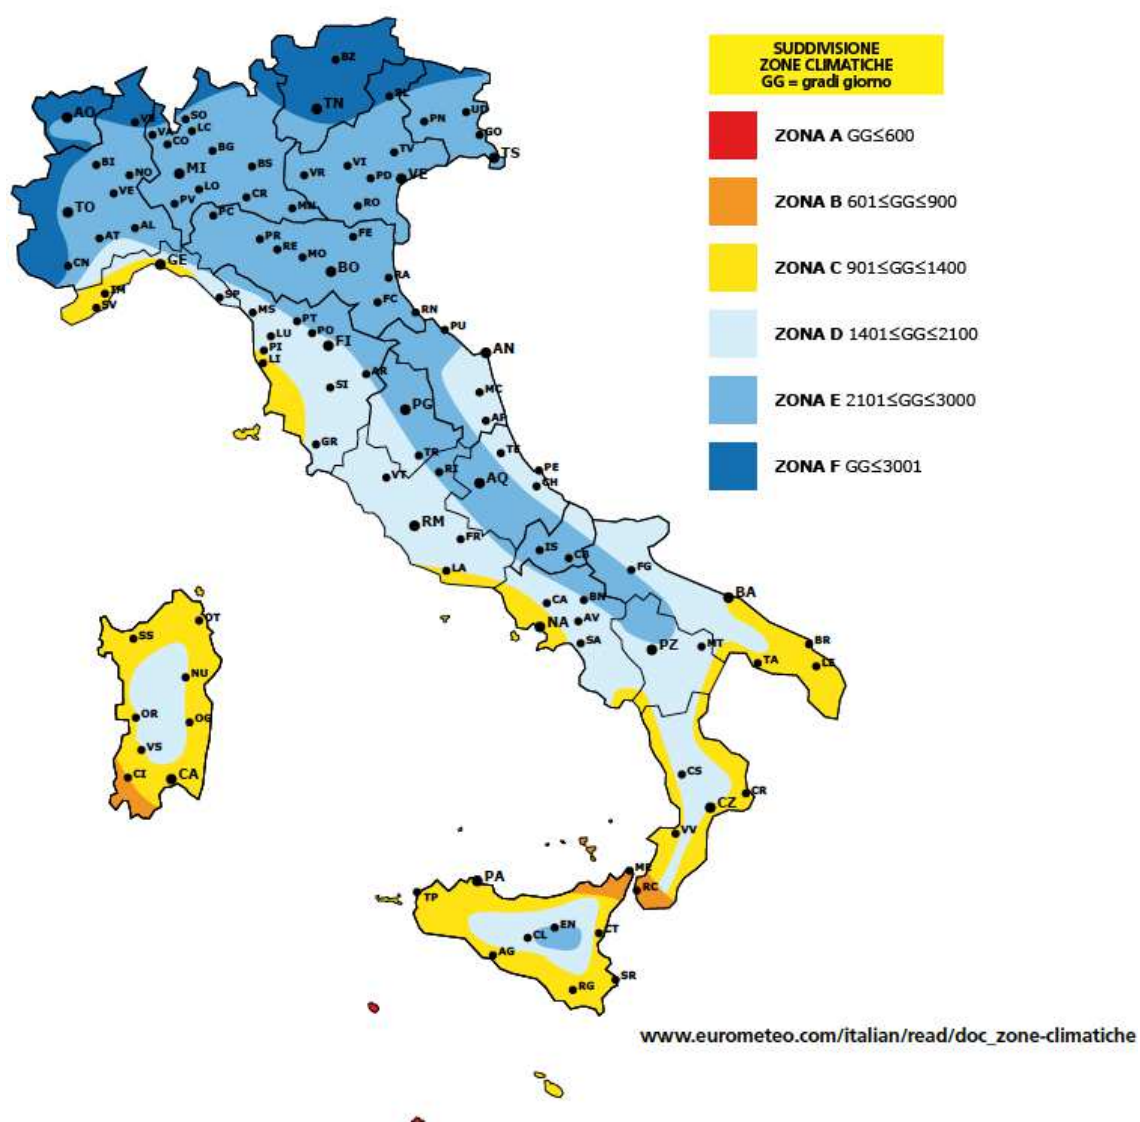 SUDDIVISIONE
ZONE CLIMATICHE
GG = gradi giorno
ZONA A GG≤600
ZONA B 601≤GG≤900
ZONA C 901≤GG≤1400
ZONA D 1401≤GG≤2100
ZONA E 2101≤GG≤3000
ZONA F GG≤3001
BZ
TN
BL
UD
PN
GO
TS
AO
VB
SO
LC
VA
CO
BG
TV
BI
NO
MI
BS
VR
VI
PD
VE
VE
LO
PV
CR
MN
RO
TO
PC
AL
AT
PR
RE
MO
FE
CN
GE
BO
RA
IM
SV
SP
MS
FC
RN
PT
PO
LU
FI
PU
PI
LI
AN
AR
SI
MC
PG
AP
GR
TR
TE
VT
RI
AQ
PE
CH
RM
FR
IS
CB
FG
LA
CA
BN
BA
NA
AV
SA
PZ
MT
BR
TA
LE
OT
SS
NU
OR
OG
VS
CI
CA
CS
CZ
CR
VV
ME
RC
PA
TP
EN
CL
CT
AG
SR
RG
www.eurometeo.com/italian/read/doc_zone-climatiche